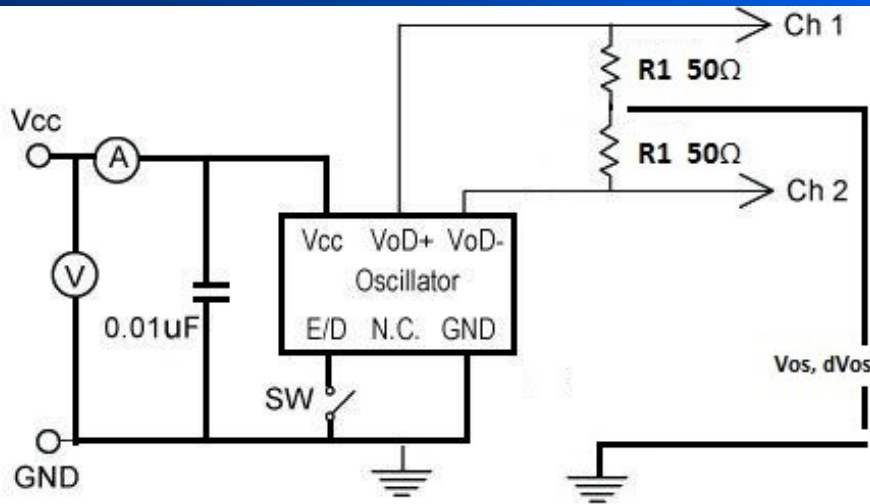 Ch 1
R1 50Ω
Vcc
A
R1 50Ω
Ch 2
Vcc VoD+ VoD-
V
Oscillator
0.01uF
E/D N.C. GND
Vos, dVos
SW
GND